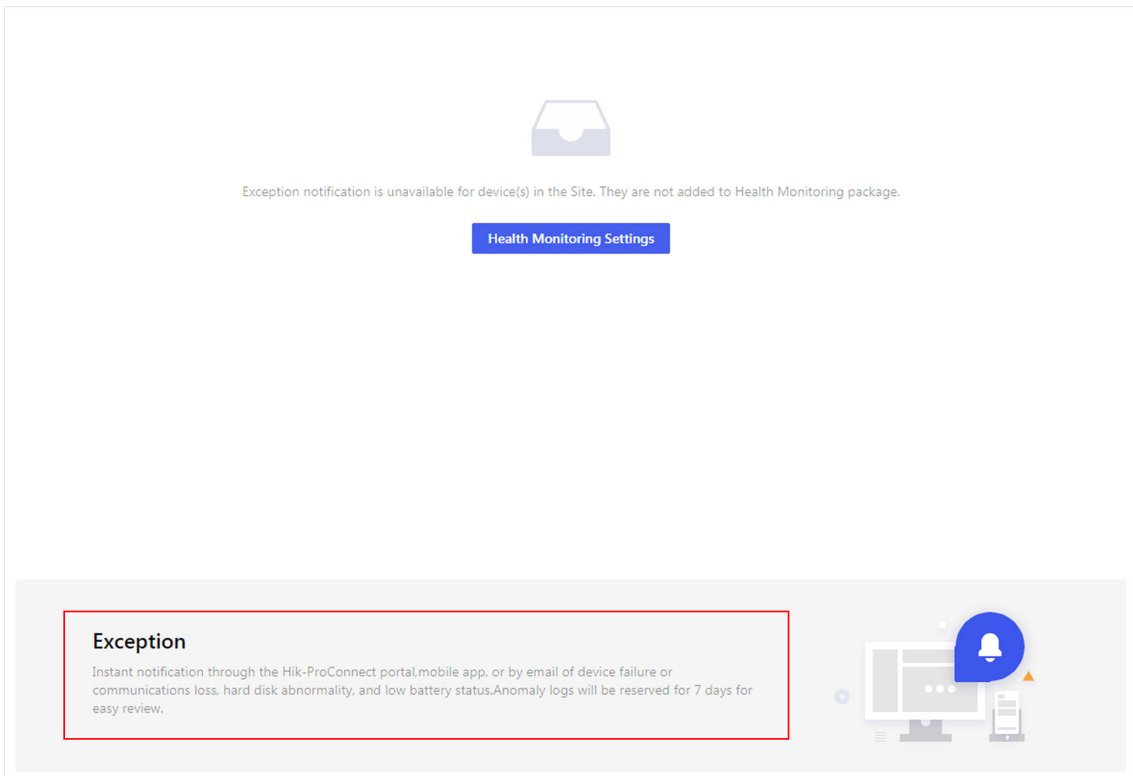 Exception notification is unavailable for device(s) in the Site. They are not added to Health Monitoring package.
Health Monitoring Settings
Exception
Instant notification through the Hik-ProConnect portal,mobile app, or by email of device failure or
communications loss, hard disk abnormality, and low battery status.Anomaly logs will be reserved for 7 days for
easy review.